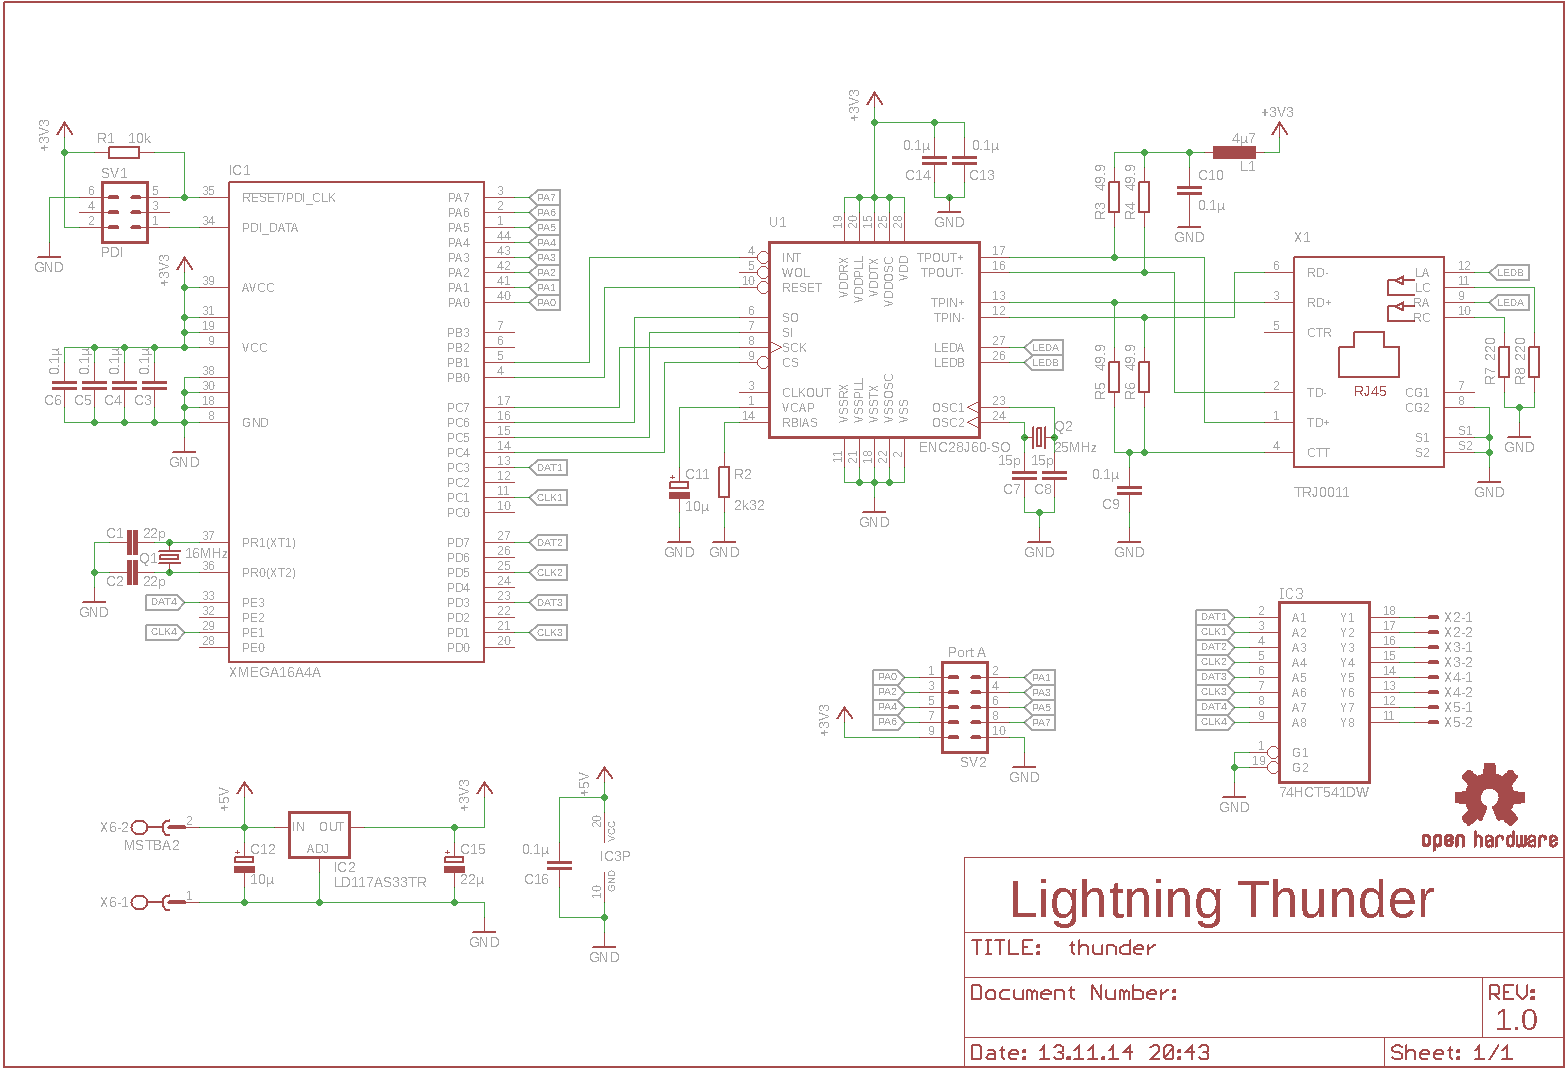 +3V3
R1 10k
SV1
6 5
4 3
2 1
PDI
GND
IC1
35 RESET/PDI_CLK
34 PDI_DATA
+3V3
39 AVCC
31
19
9 VCC
38
30
18
8 GND
0.1µ 0.1µ 0.1µ 0.1µ
C6 C5 C4 C3
GND
C1 22p
Q1 16MHz
C2 22p
GND
37 PR1(XT1)
36 PR0(XT2)
DAT4 33 PE3
32 PE2
CLK4 29 PE1
28 PE0
XMEGA16A4A
PA7 3 PA7
PA6 2 PA6
PA5 1 PA5
PA4 44 PA4
PA3 43 PA3
PA2 42 PA2
PA1 41 PA1
PA0 40 PA0
PB3 7
PB2 6
PB1 5
PB0 4
PC7 17
PC6 16
PC5 15
PC4 14
PC3 13 DAT1
PC2 12
PC1 11 CLK1
PC0 10
PD7 27 DAT2
PD6 26
PD5 25 CLK2
PD4 24
PD3 23 DAT3
PD2 22
PD1 21 CLK3
PD0 20
+3V3
0.1µ 0.1µ
C14 C13
GND
U1
19 20 15 25 28
VDDRX VDDPLL VDDTX VDDOSC VDD
4 INT
5 WOL
10 RESET
6 SO
7 SI
8 SCK
9 CS
3 CLKOUT
1 VCAP
14 RBIAS
TPOUT+ 17
TPOUT- 16
TPIN+ 13
TPIN- 12
LEDA 27 LEDA
LEDB 26 LEDB
OSC1 23
OSC2 24
VSSRX VSSPLL VSSTX VSSOSC VSS
11 21 18 22 2
ENC28J60-SO
GND
C11
10µ
GND
R2
2k32
GND
Q2
25MHz
15p 15p
C7 C8
GND
+3V3
4µ7
L1
R3 49.9
R4 49.9
C10
0.1µ
GND
R5 49.9
R6 49.9
0.1µ
C9
GND
X1
6 RD-
3 RD+
5 CTR
2 TD-
1 TD+
4 CTT
LA 12 LEDB
LC 11
RA 9 LEDA
RC 10
RJ45
CG1 7
CG2 8
S1 S1
S2 S2
TRJ0011
R7 220
R8 220
GND
GND
IC3
DAT1 2 A1 Y1 18 X2-1
CLK1 3 A2 Y2 17 X2-2
DAT2 4 A3 Y3 16 X3-1
CLK2 5 A4 Y4 15 X3-2
DAT3 6 A5 Y5 14 X4-1
CLK3 7 A6 Y6 13 X4-2
DAT4 8 A7 Y7 12 X5-1
CLK4 9 A8 Y8 11 X5-2
1 G1
19 G2
GND
74HCT541DW
Port A
PA0 1 2 PA1
PA2 3 4 PA3
PA4 5 6 PA5
PA6 7 8 PA7
+3V3 9 10
SV2
GND
+5V
X6-2 2
MSTBA2
X6-1 1
C12
10µ
IN OUT
ADJ
IC2
LD117AS33TR
+3V3
C15
22µ
GND
+5V
0.1µ
C16
20 VCC
IC3P
10 GND
GND
open hardware
Lightning Thunder
TITLE: thunder
Document Number:
REV:
1.0
Date: 13.11.14 20:43
Sheet: 1/1